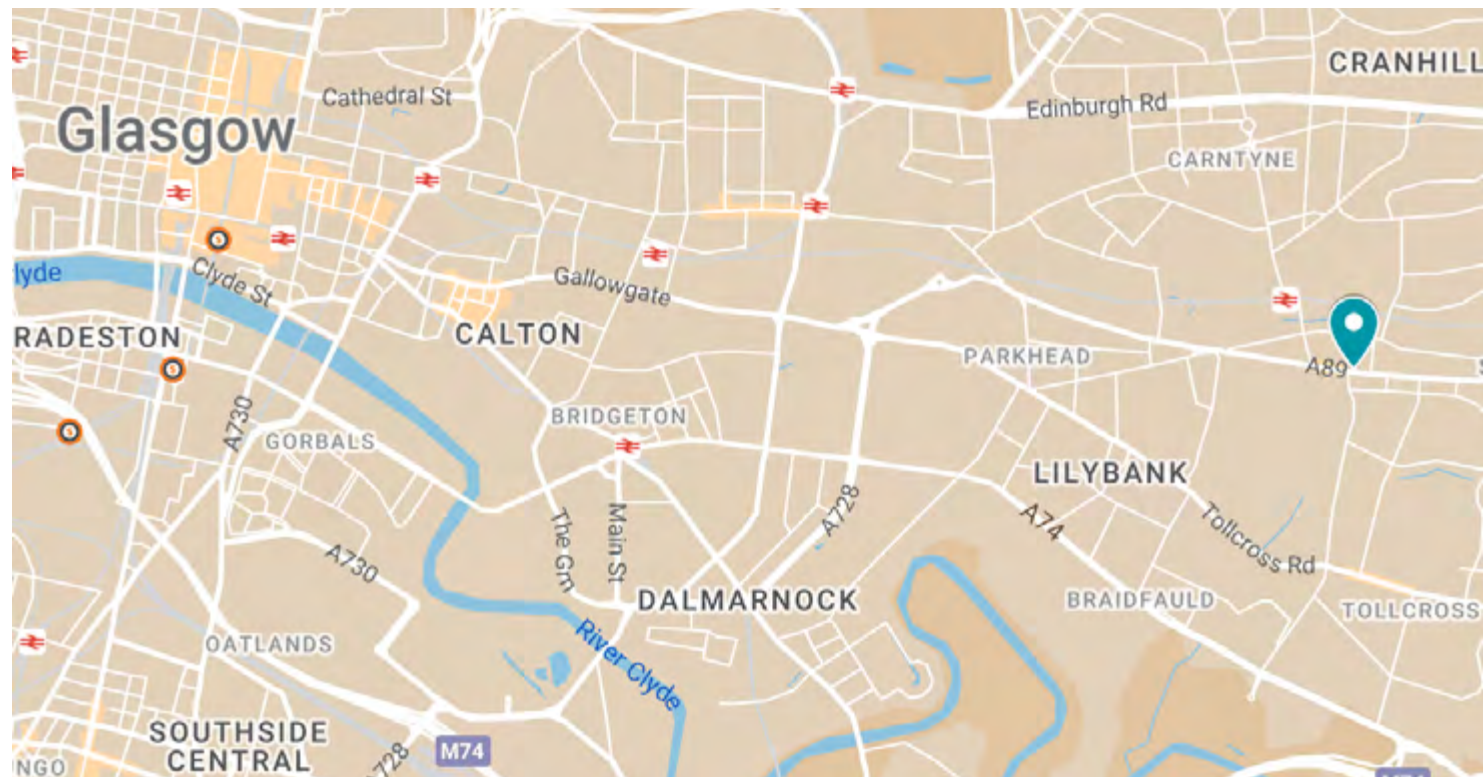 CRANHILL
Cathedral St
Edinburgh Rd
Glasgow
CARNTYNE
lyde
Clyde St
Gallowgate
RADESTON
CALTON
PARKHEAD
A89
A730
GORBALS
BRIDGETON
LILYBANK
The Grn
Main St
A728
A74
Tollcross Rd
A730
DALMARNOCK
BRAIDFAULD
TOLLCROSS
OATLANDS
River Clyde
SOUTHSIDE
CENTRAL
NGO
A728
M74